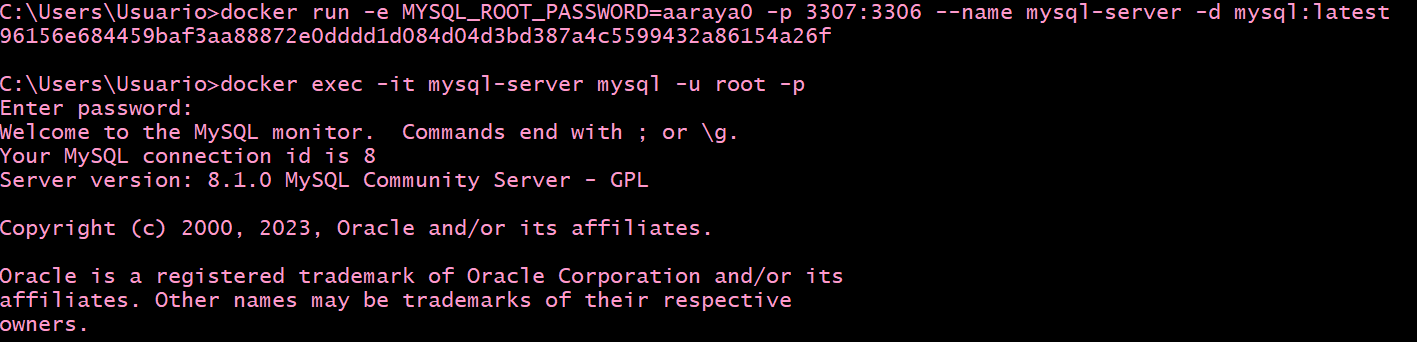 C:\Users\Usuario>docker run -e MYSQL_ROOT_PASSWORD=aaraya0 -p 3307:3306 --name mysql-server -d mysql:latest
96156e684459baf3aa88872e0dddd1d084d04d3bd387a4c5599432a86154a26f
C:\Users\Usuario>docker exec -it mysql-server mysql -u root -p
Enter password:
Welcome to the MySQL monitor.  Commands end with ; or \g.
Your MySQL connection id is 8
Server version: 8.1.0 MySQL Community Server - GPL
Copyright (c) 2000, 2023, Oracle and/or its affiliates.
Oracle is a registered trademark of Oracle Corporation and/or its
affiliates. Other names may be trademarks of their respective
owners.